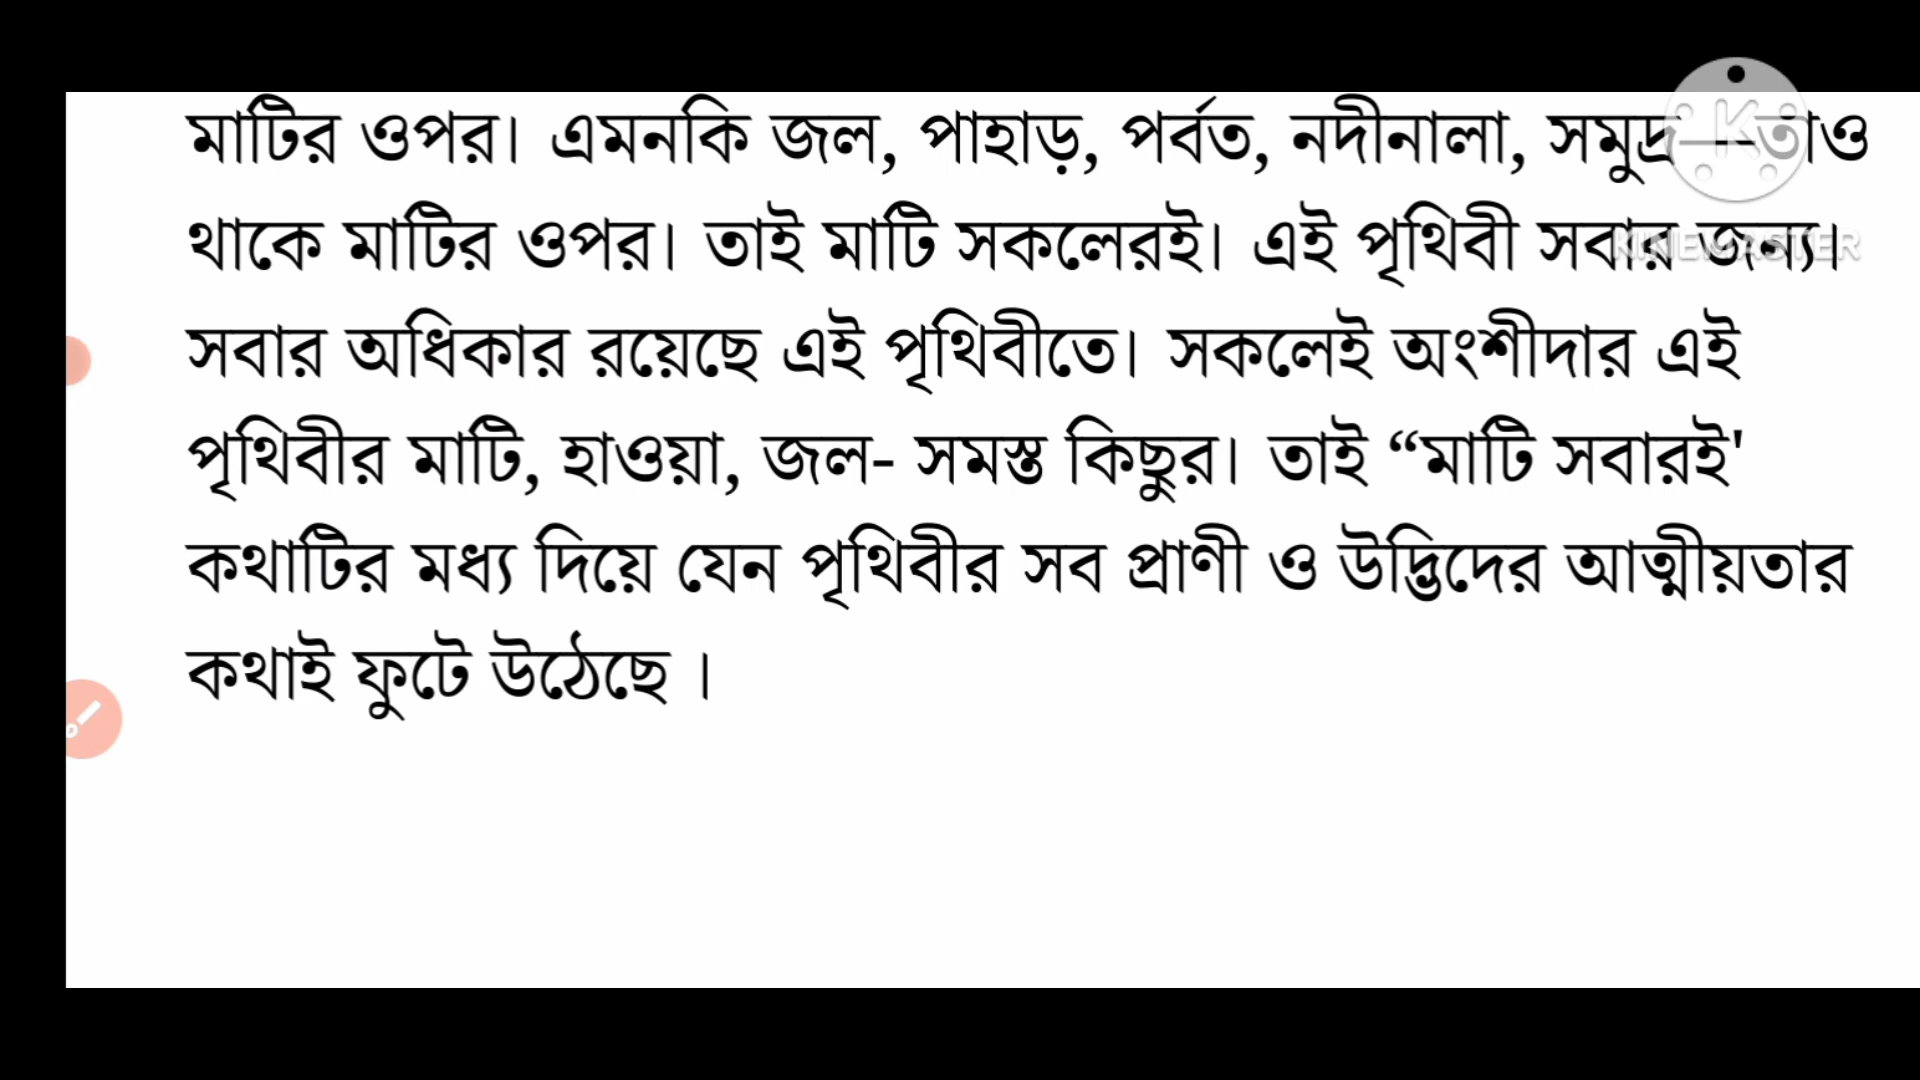 মাটির ওপর। এমনকি জল, পাহাড়, পর্বত, নদীনালা, সমুদ্র —তাও
থাকে মাটির ওপর। তাই মাটি সকলেরই। এই পৃথিবী সবার জন্য।
সবার অধিকার রয়েছে এই পৃথিবীতে। সকলেই অংশীদার এই
পৃথিবীর মাটি, হাওয়া, জল- সমস্ত কিছুর। তাই “মাটি সবারই'
কথাটির মধ্য দিয়ে যেন পৃথিবীর সব প্রাণী ও উদ্ভিদের আত্মীয়তার
কথাই ফুটে উঠেছে ।
K
KINEMASTER